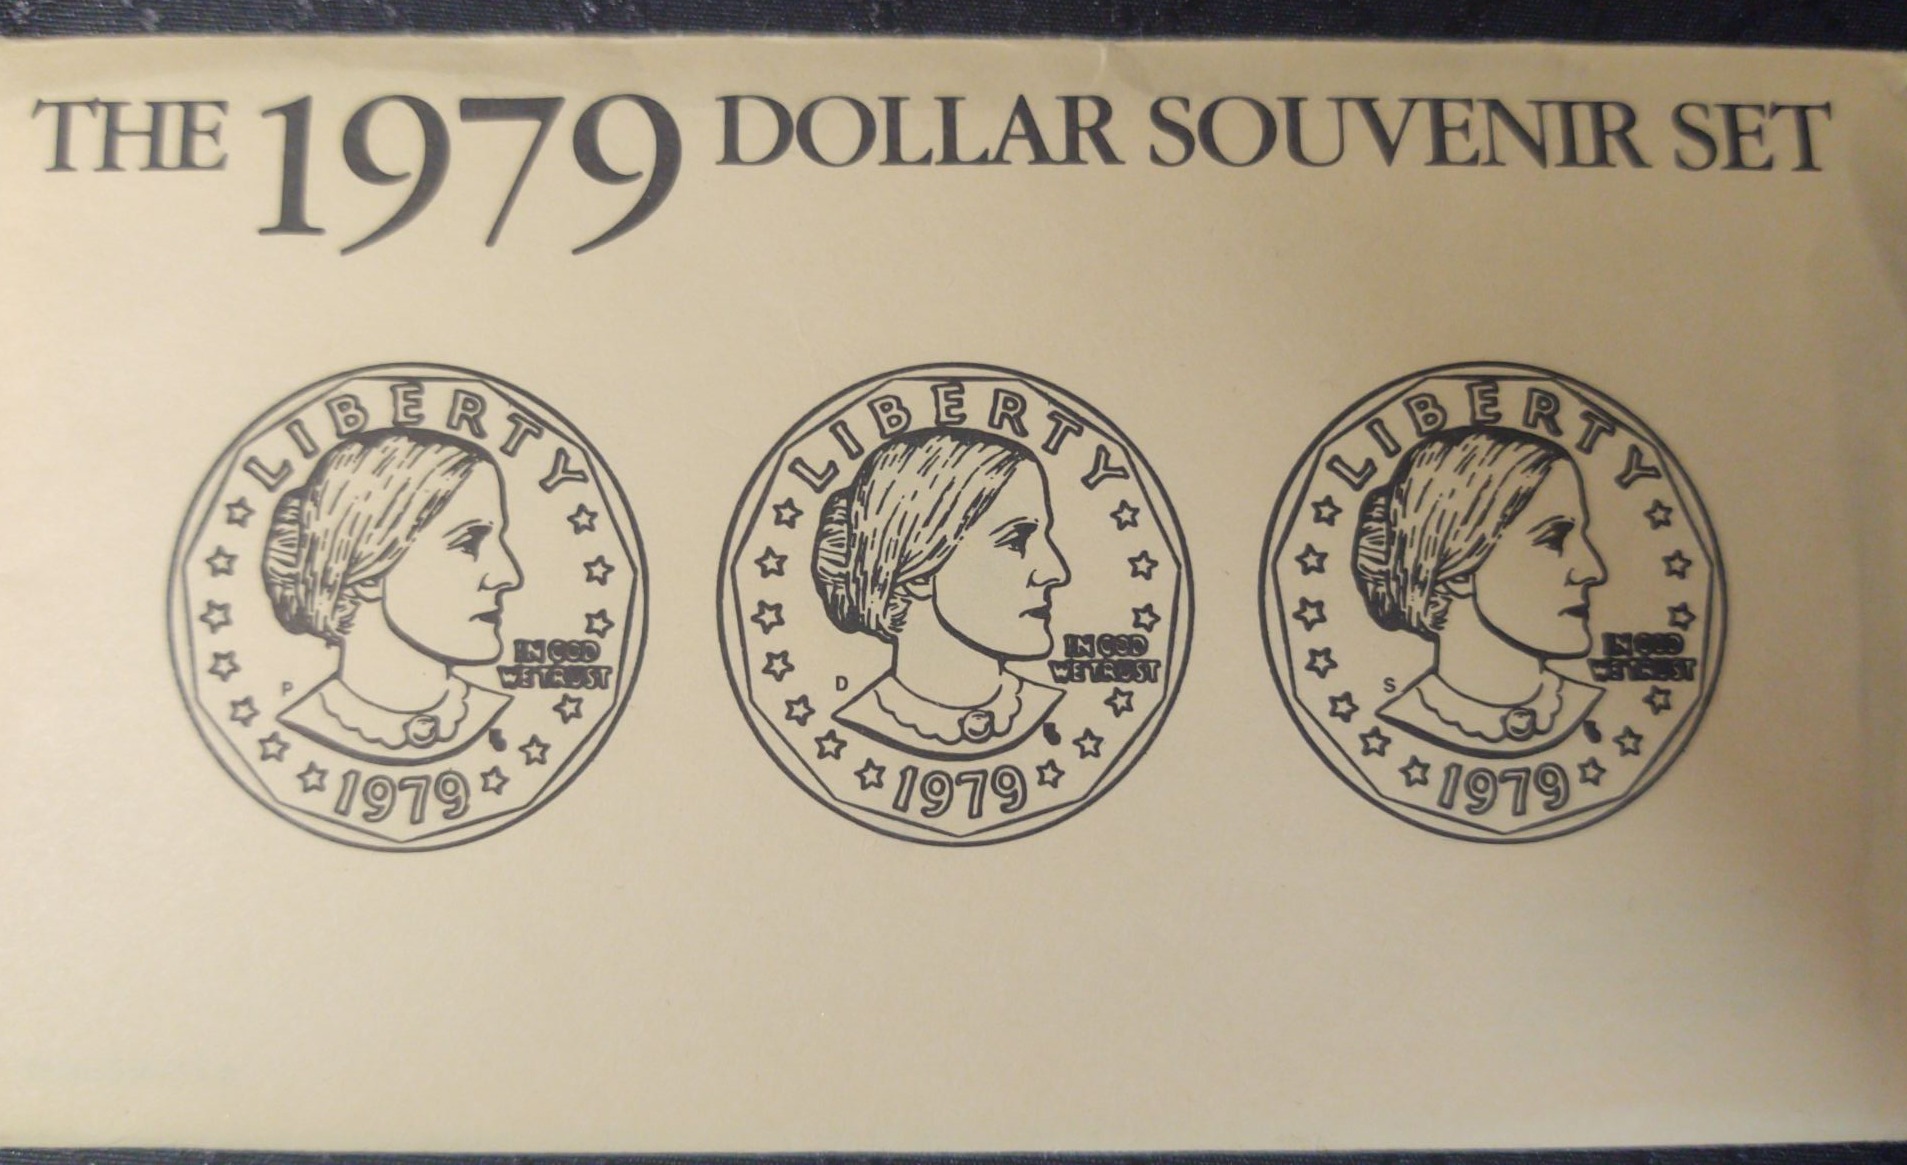 THE 1979 DOLLAR SOUVENIR SET
LIBERTY
IN GOD
WE TRUST
P
1979
LIBERTY
IN GOD
WE TRUST
D
1979
LIBERTY
IN GOD
WE TRUST
S
1979